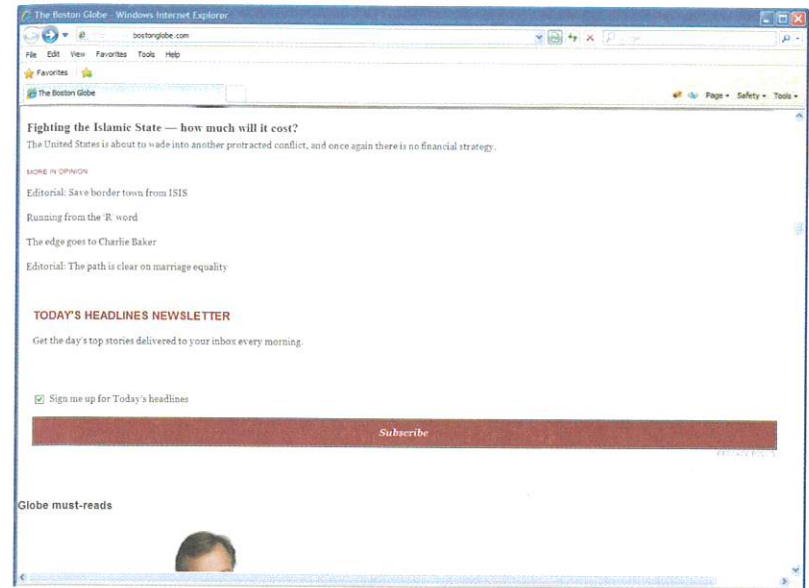 The Boston Globe - Windows Internet Explorer
bostonglobe.com
File Edit View Favorites Tools Help
Favorites
The Boston Globe
Page Safety Tools
Fighting the Islamic State — how much will it cost?
The United States is about to wade into another protracted conflict, and once again there is no financial strategy.
MORE IN OPINION
Editorial: Save border town from ISIS
Running from the 'R' word
The edge goes to Charlie Baker
Editorial: The path is clear on marriage equality
TODAY'S HEADLINES NEWSLETTER
Get the day's top stories delivered to your inbox every morning.
Sign me up for Today's headlines
Subscribe
Globe must-reads